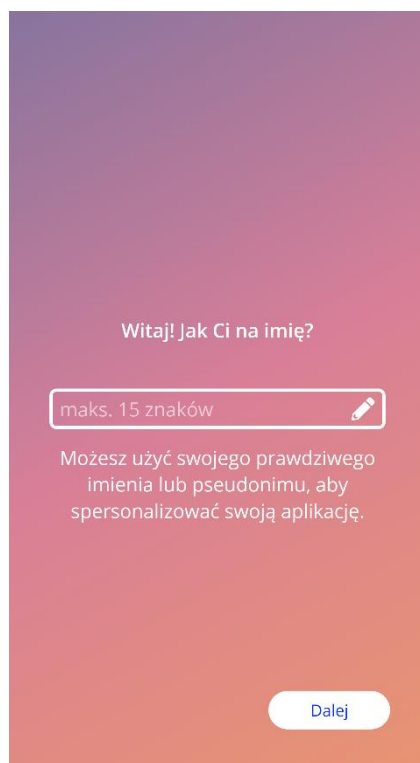 Witaj! Jak Ci na imię?
maks. 15 znaków
Możesz użyć swojego prawdziwego
imienia lub pseudonimu, aby
spersonalizować swoją aplikację.
Dalej